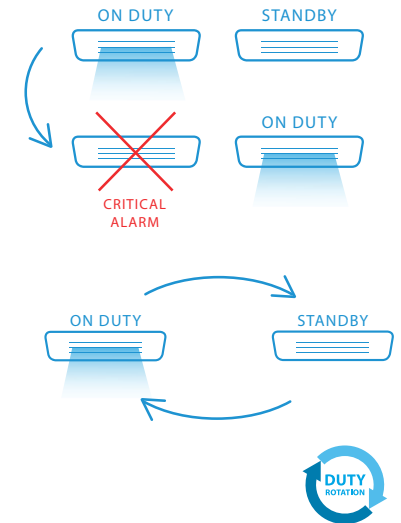 ON DUTY
STANDBY
ON DUTY
CRITICAL
ALARM
ON DUTY
STANDBY
DUTY
ROTATION